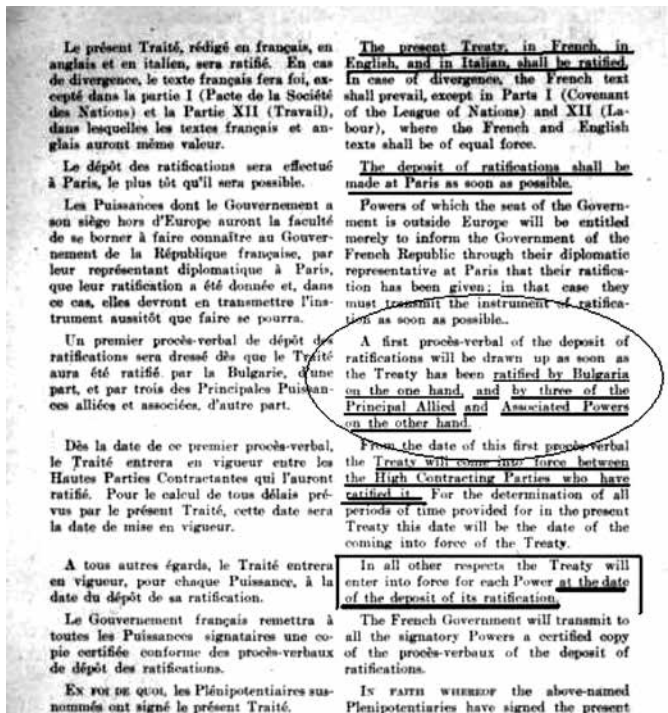 Le présent Traité, rédigé en français, en
anglais et en italien, sera ratifié. En cas
de divergence, le texte français fera foi, ex-
cepté dans la partie I (Pacte de la Société
des Nations) et la Partie XII (Travail),
dans lesquelles les textes français et an-
glais auront même valeur.
Le dépôt des ratifications sera effectué
à Paris, le plus tôt qu'il sera possible.
Les Puissances dont le Gouvernement a
son siège hors d'Europe auront la faculté
de se borner à faire connaître au Gouver-
nement de la République française, par
leur représentant diplomatique à Paris,
que leur ratification a été donnée et, dans
ce cas, elles devront en transmettre l'ins-
trument aussitôt que faire se pourra.
Un premier procès-verbal de dépôt des
ratifications sera dressé dès que le Traité
aura été ratifié par la Bulgarie, d'une
part, et par trois des Principales Puissan-
ces alliées et associées, d'autre part.
Dès la date de ce premier procès-verbal,
le Traité entrera en vigueur entre les
Hautes Parties Contractantes qui l'auront
ratifié. Pour le calcul de tous délais pré-
vus par le présent Traité, cette date sera
la date de mise en vigueur.
A tous autres égards, le Traité entrera
en vigueur, pour chaque Puissance, à la
date du dépôt de sa ratification.
Le Gouvernement français remettra à
toutes les Puissances signataires une co-
pie certifiée conforme des procès-verbaux
de dépôt des ratifications.
EN FOI DE QUOI, les Plénipotentiaires sus-
nommés ont signé le présent Traité.
The present Treaty, in French, in
English, and in Italian, shall be ratified.
In case of divergence, the French text
shall prevail, except in Parts I (Covenant
of the League of Nations) and XII (La-
bour), where the French and English
texts shall be of equal force.
The deposit of ratifications shall be
made at Paris as soon as possible.
Powers of which the seat of the Govern-
ment is outside Europe will be entitled
merely to inform the Government of the
French Republic through their diplomatic
representative at Paris that their ratifica-
tion has been given; in that case they
must transmit the instrument of ratifica-
tion as soon as possible..
A first procès-verbal of the deposit of
ratifications will be drawn up as soon as
the Treaty has been ratified by Bulgaria
on the one hand, and by three of the
Principal Allied and Associated Powers
on the other hand.
From the date of this first procès-verbal
the Treaty will come into force between
the High Contracting Parties who have
ratified it. For the determination of all
periods of time provided for in the present
Treaty this date will be the date of the
coming into force of the Treaty.
In all other respects the Treaty will
enter into force for each Power at the date
of the deposit of its ratification.
The French Government will transmit to
all the signatory Powers a certified copy
of the procès-verbaux of the deposit of
ratifications.
IN FAITH WHEREOF the above-named
Plenipotentiaries have signed the present